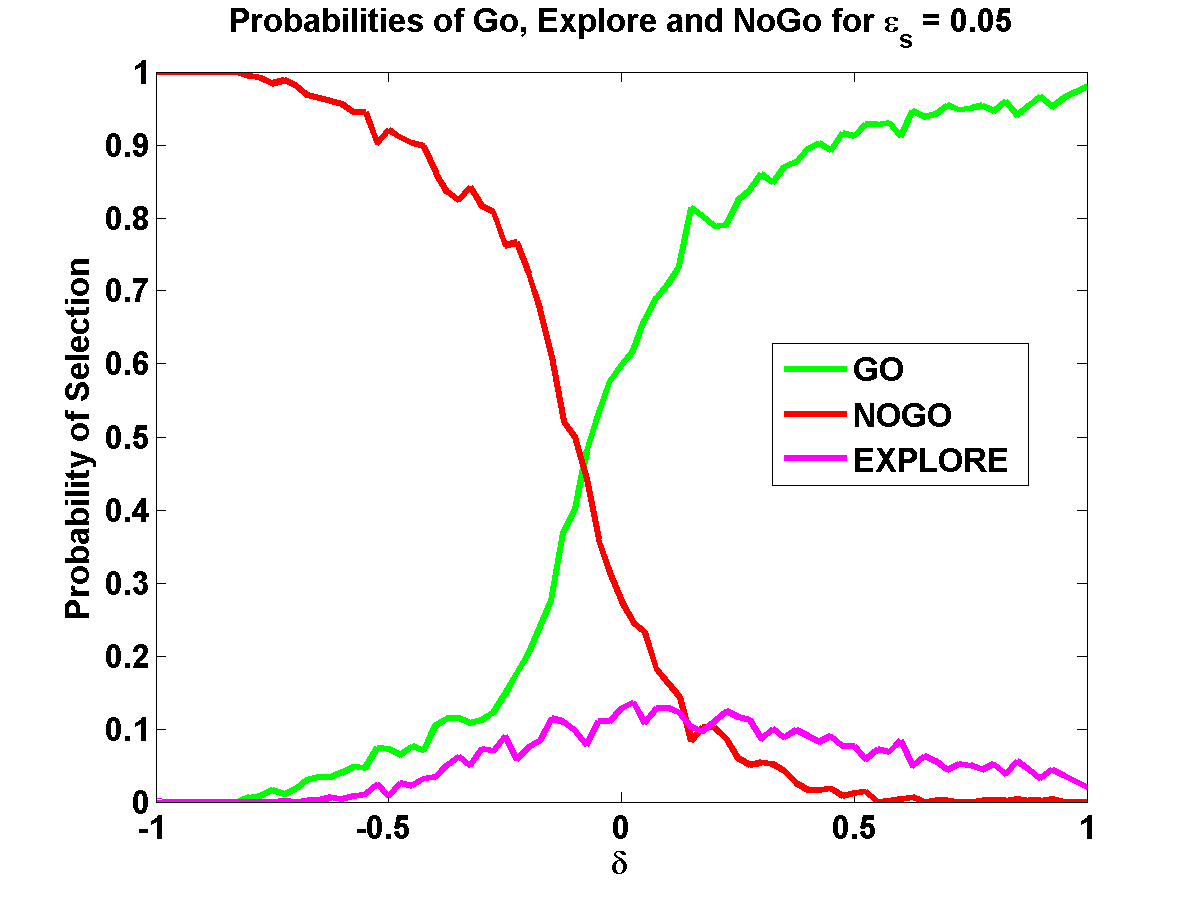 Probabilities of Go, Explore and NoGo for εs = 0.05
Probability of Selection
1
0.9
0.8
0.7
0.6
0.5
0.4
0.3
0.2
0.1
0
GO
NOGO
EXPLORE
-1
-0.5
0
0.5
1
δ